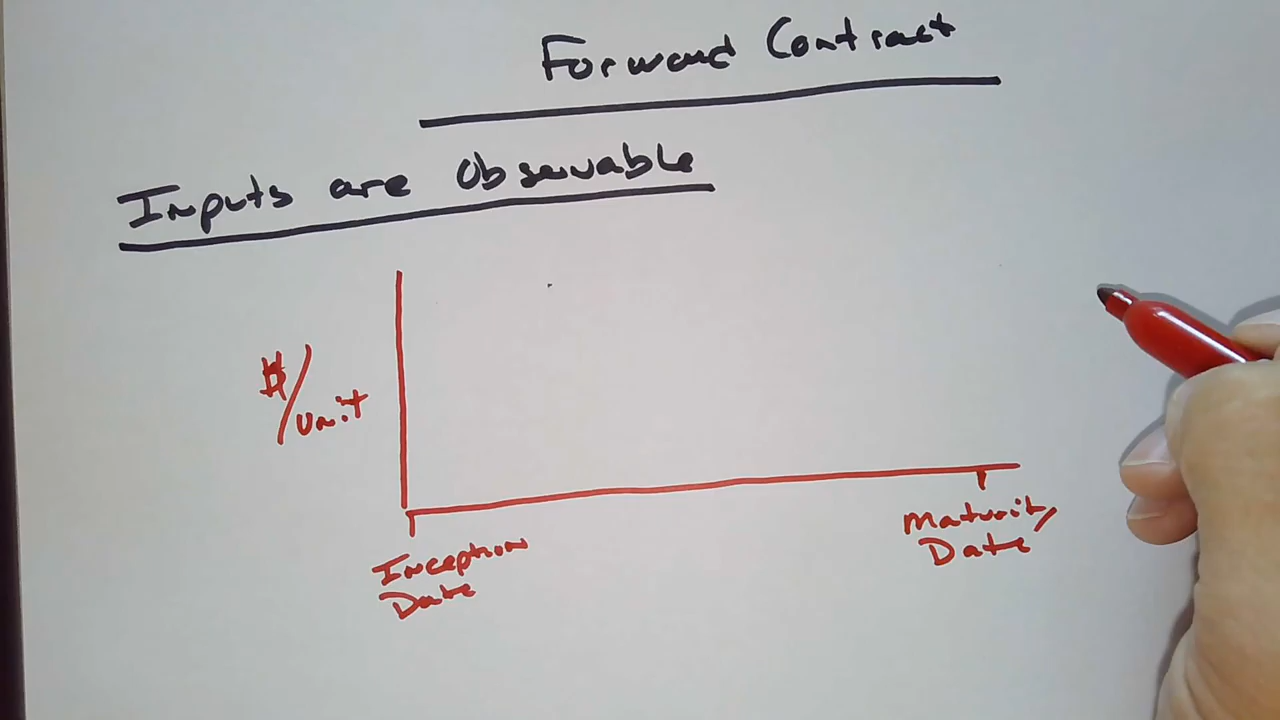 Forward Contract
Inputs are Observable
$/unit
Inception
Date
Maturity
Date